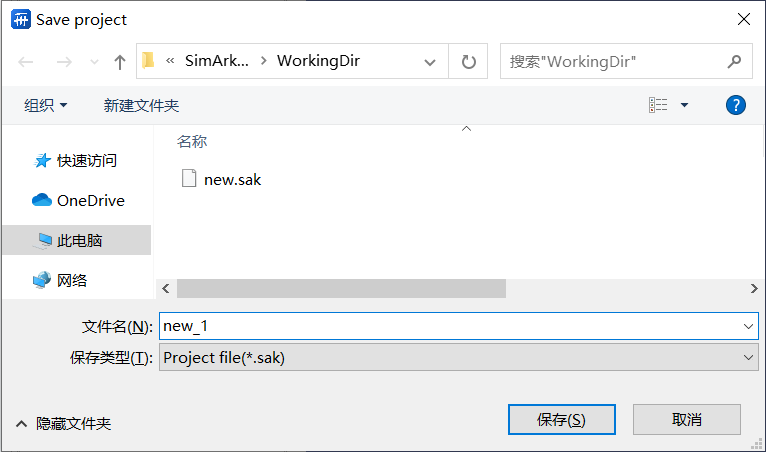 Save project
« SimArk... > WorkingDir
搜索"WorkingDir"
组织
新建文件夹
?
名称
快速访问
new.sak
OneDrive
此电脑
网络
文件名(N): new_1
保存类型(T): Project file(*.sak)
隐藏文件夹
保存(S)
取消